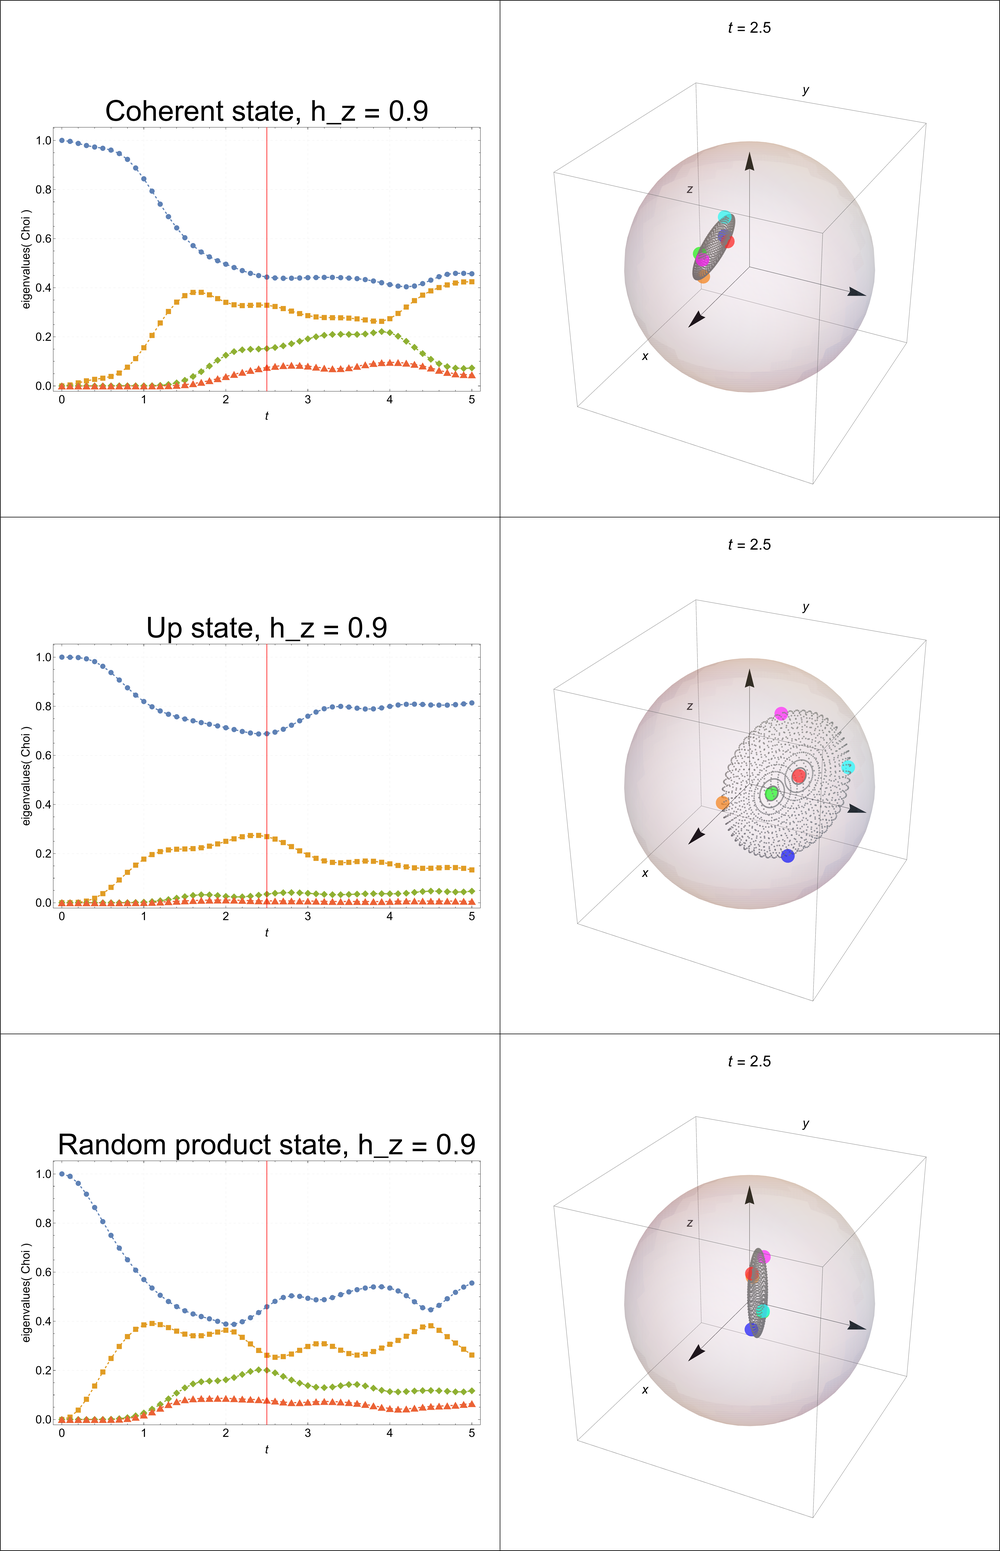 t = 2.5
Coherent state, h_z = 0.9
1.0
0.8
0.6
0.4
0.2
0.0
eigenvalues( Choi )
0 1 2 3 4 5
t
y
z
x
t = 2.5
Up state, h_z = 0.9
1.0
0.8
0.6
0.4
0.2
0.0
eigenvalues( Choi )
0 1 2 3 4 5
t
y
z
x
t = 2.5
Random product state, h_z = 0.9
1.0
0.8
0.6
0.4
0.2
0.0
eigenvalues( Choi )
0 1 2 3 4 5
t
y
z
x